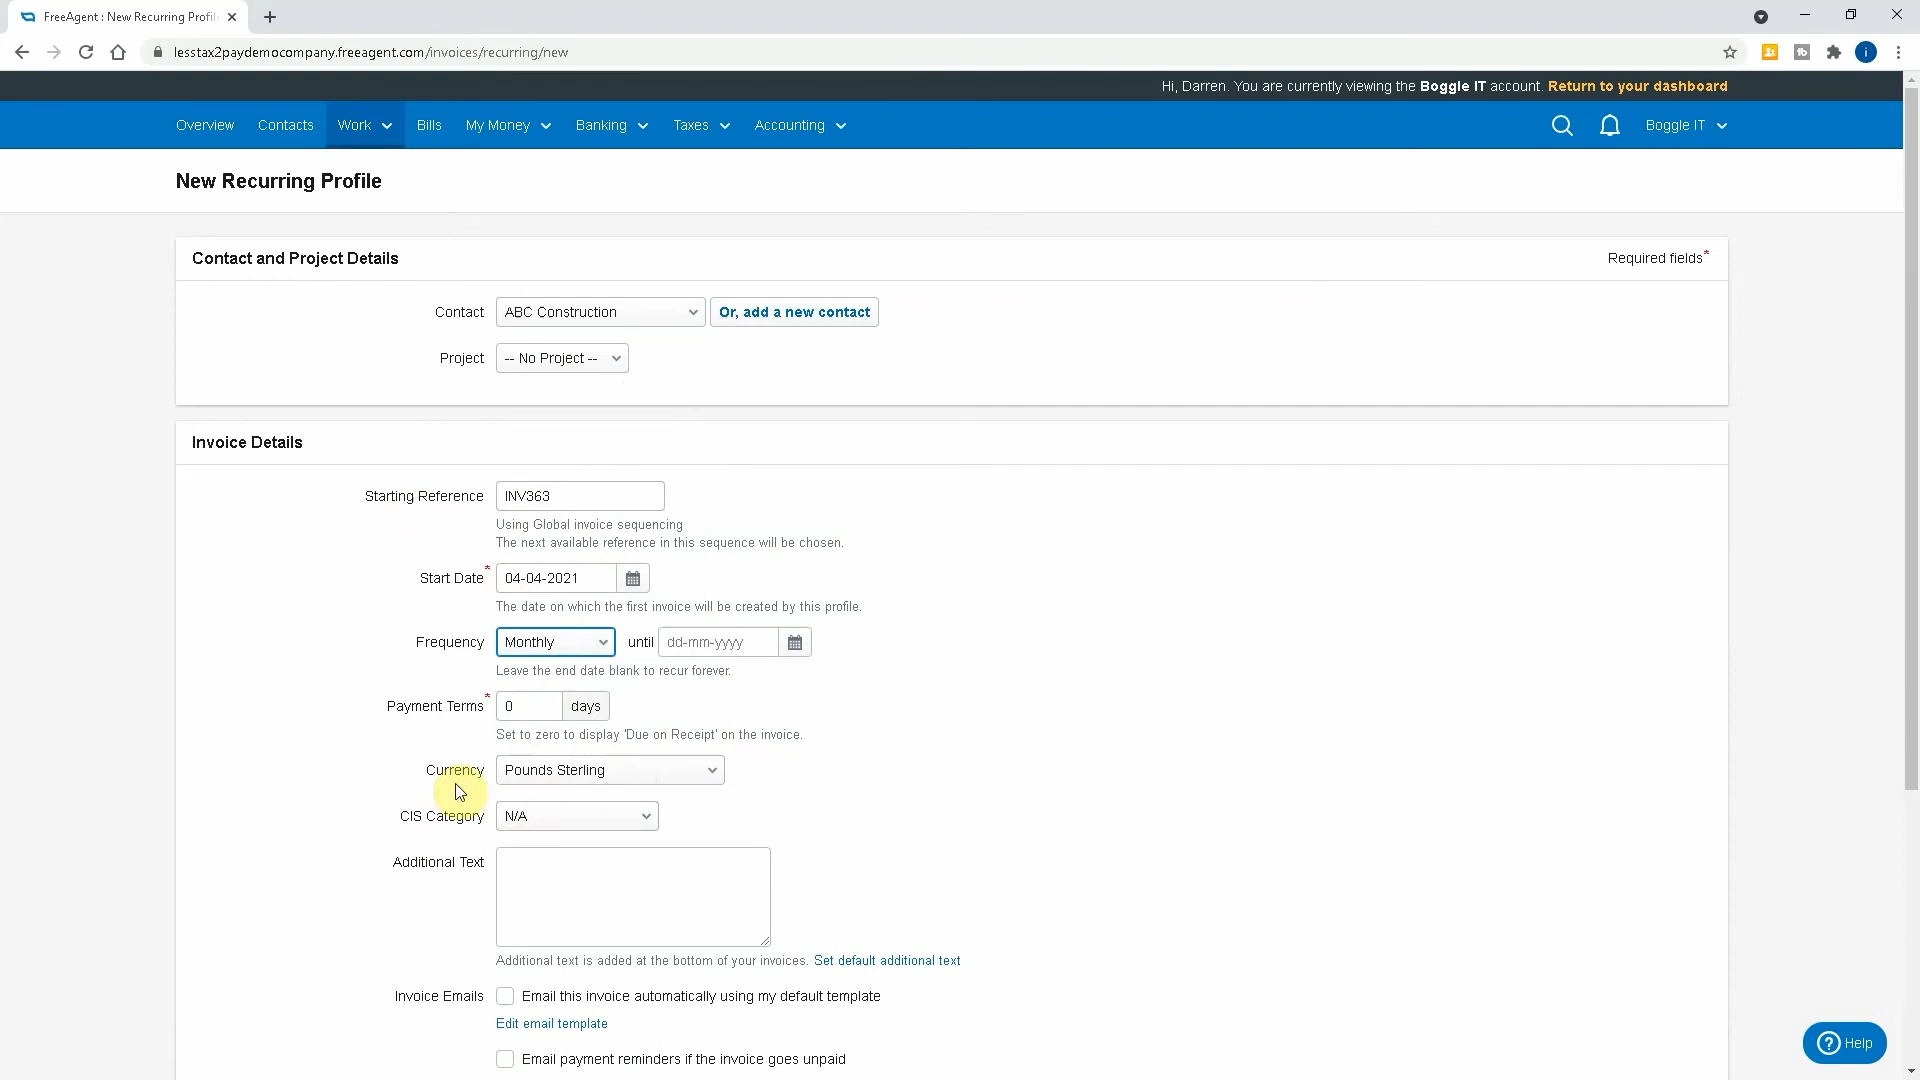 FreeAgent : New Recurring Profil
lesstax2paydemocompany.freeagent.com/invoices/recurring/new
Hi, Darren. You are currently viewing the Boggle IT account. Return to your dashboard
Overview Contacts Work Bills My Money Banking Taxes Accounting Boggle IT
New Recurring Profile
Contact and Project Details Required fields*
Contact ABC Construction Or, add a new contact
Project -- No Project --
Invoice Details
Starting Reference INV363
Using Global invoice sequencing
The next available reference in this sequence will be chosen.
Start Date* 04-04-2021
The date on which the first invoice will be created by this profile.
Frequency Monthly until dd-mm-yyyy
Leave the end date blank to recur forever.
Payment Terms* 0 days
Set to zero to display 'Due on Receipt' on the invoice.
Currency Pounds Sterling
CIS Category N/A
Additional Text
Additional text is added at the bottom of your invoices. Set default additional text
Invoice Emails Email this invoice automatically using my default template
Edit email template
Email payment reminders if the invoice goes unpaid
Help